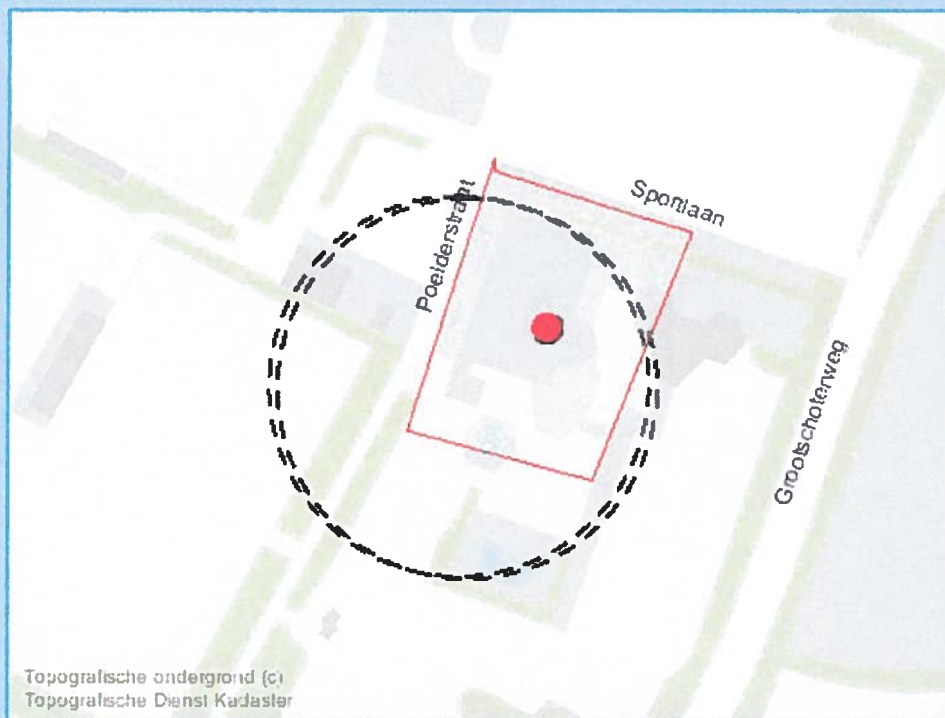 Sportlaan
Poelderstraat
Grootschoterweg
Topografische ondergrond (c)
Topografische Dienst Kadaster